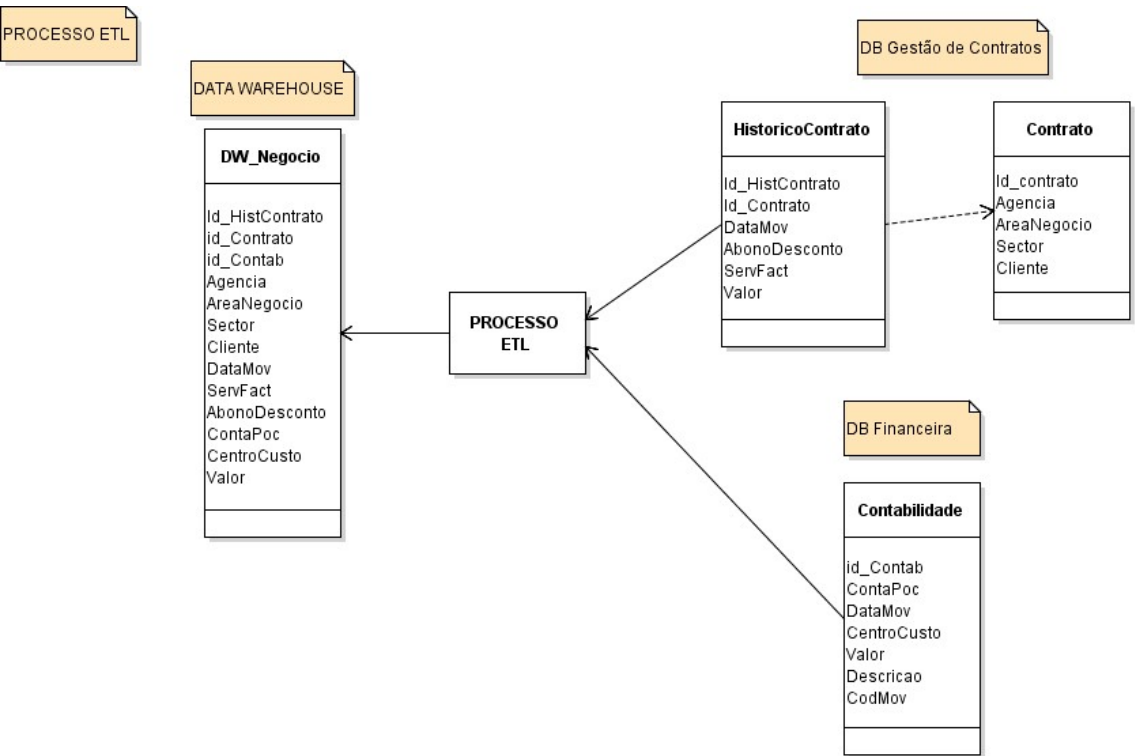 PROCESSO ETL
DB Gestão de Contratos
DATA WAREHOUSE
DW_Negocio
Id_HistContrato
id_Contrato
id_Contab
Agencia
AreaNegocio
Sector
Cliente
DataMov
ServFact
AbonoDesconto
ContaPoc
CentroCusto
Valor
PROCESSO
ETL
HistoricoContrato
Id_HistContrato
Id_Contrato
DataMov
AbonoDesconto
ServFact
Valor
Contrato
Id_contrato
Agencia
AreaNegocio
Sector
Cliente
DB Financeira
Contabilidade
id_Contab
ContaPoc
DataMov
CentroCusto
Valor
Descricao
CodMov